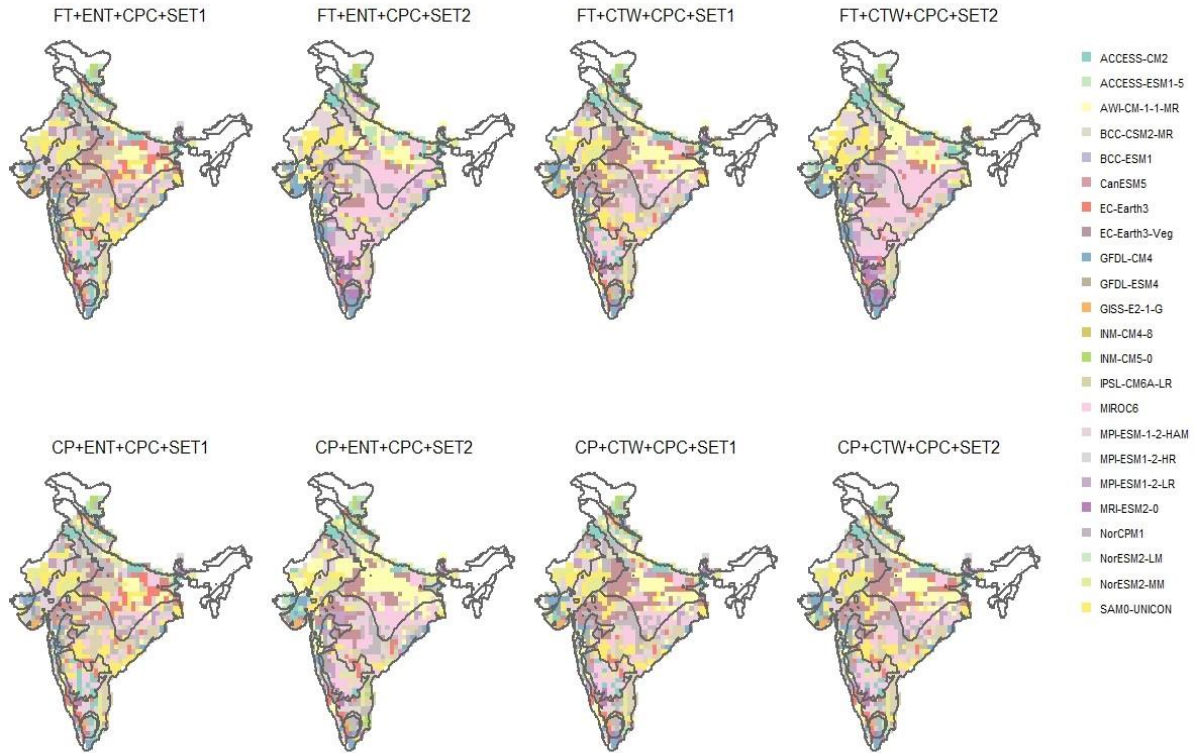 FT+ENT+CPC+SET1
FT+ENT+CPC+SET2
FT+CTW+CPC+SET1
FT+CTW+CPC+SET2
CP+ENT+CPC+SET1
CP+ENT+CPC+SET2
CP+CTW+CPC+SET1
CP+CTW+CPC+SET2
ACCESS-CM2
ACCESS-ESM1-5
AWI-CM-1-1-MR
BCC-CSM2-MR
BCC-ESM1
CanESM5
EC-Earth3
EC-Earth3-Veg
GFDL-CM4
GFDL-ESM4
GISS-E2-1-G
INM-CM4-8
INM-CM5-0
IPSL-CM6A-LR
MIROC6
MPI-ESM-1-2-HAM
MPI-ESM1-2-HR
MPI-ESM1-2-LR
MRI-ESM2-0
NorCPM1
NorESM2-LM
NorESM2-MM
SAM0-UNICON